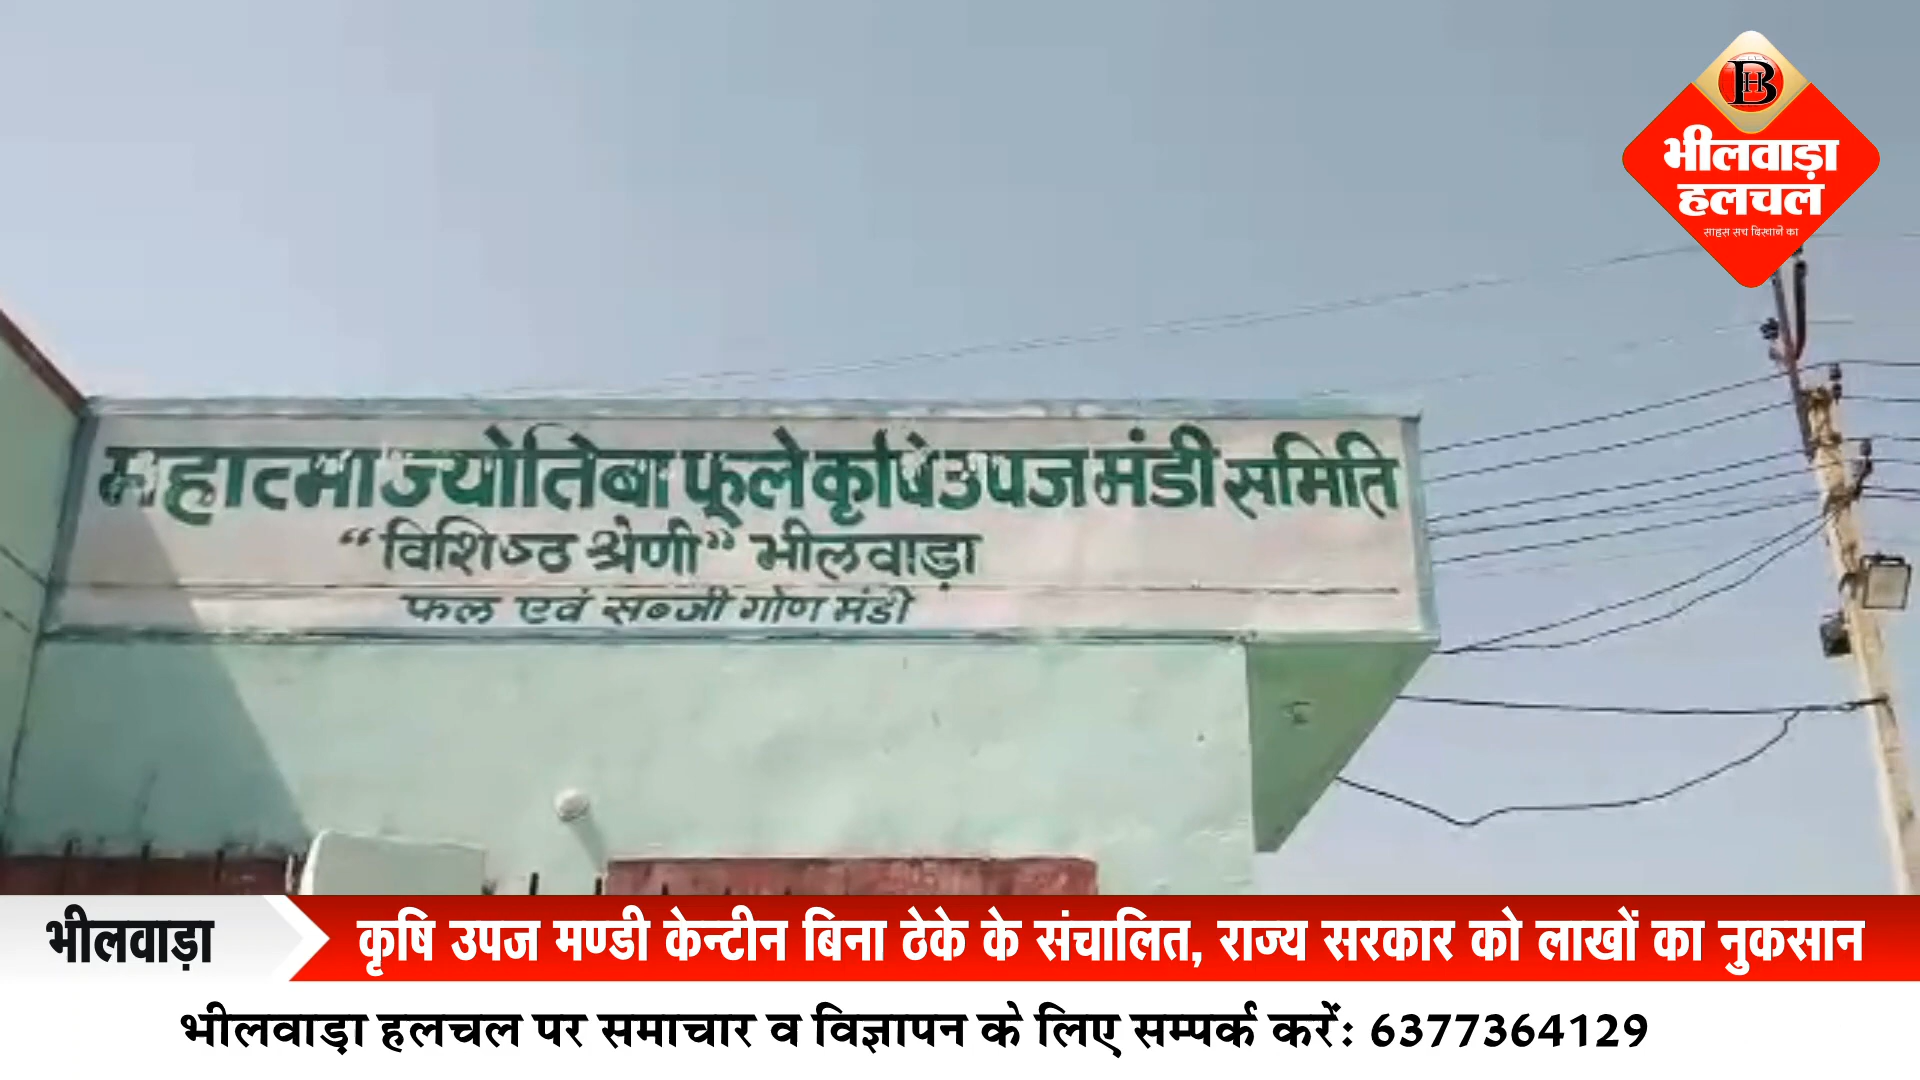 BH
भीलवाड़ा
हलचल
साहस सच दिखाने का
महात्मा ज्योतिबा फूले कृषि उपज मंडी समिति
“विशिष्ठ श्रेणी” भीलवाड़ा
फल एवं सब्जी गोण मंडी
भीलवाड़ा
कृषि उपज मण्डी केन्टीन बिना ठेके के संचालित, राज्य सरकार को लाखों का नुकसान
भीलवाड़ा हलचल पर समाचार व विज्ञापन के लिए सम्पर्क करें: 6377364129